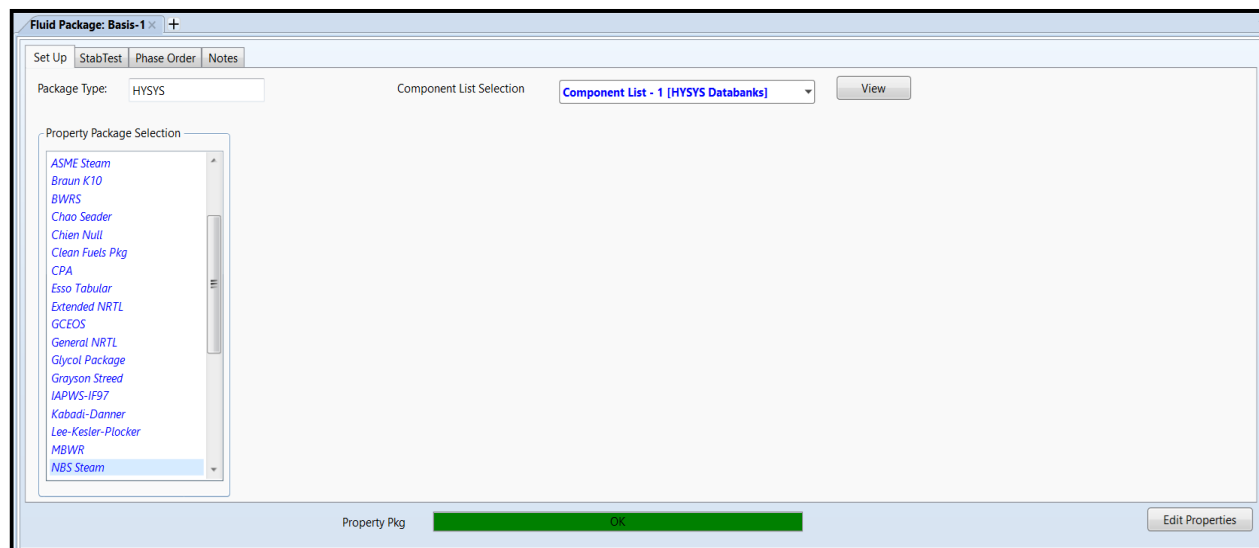 Fluid Package: Basis-1 × +
Set Up StabTest Phase Order Notes
Package Type: HYSYS Component List Selection Component List - 1 [HYSYS Databanks] View
Property Package Selection
ASME Steam
Braun K10
BWRS
Chao Seader
Chien Null
Clean Fuels Pkg
CPA
Esso Tabular
Extended NRTL
GCEOS
General NRTL
Glycol Package
Grayson Streed
IAPWS-IF97
Kabadi-Danner
Lee-Kesler-Plocker
MBWR
NBS Steam
Property Pkg OK Edit Properties